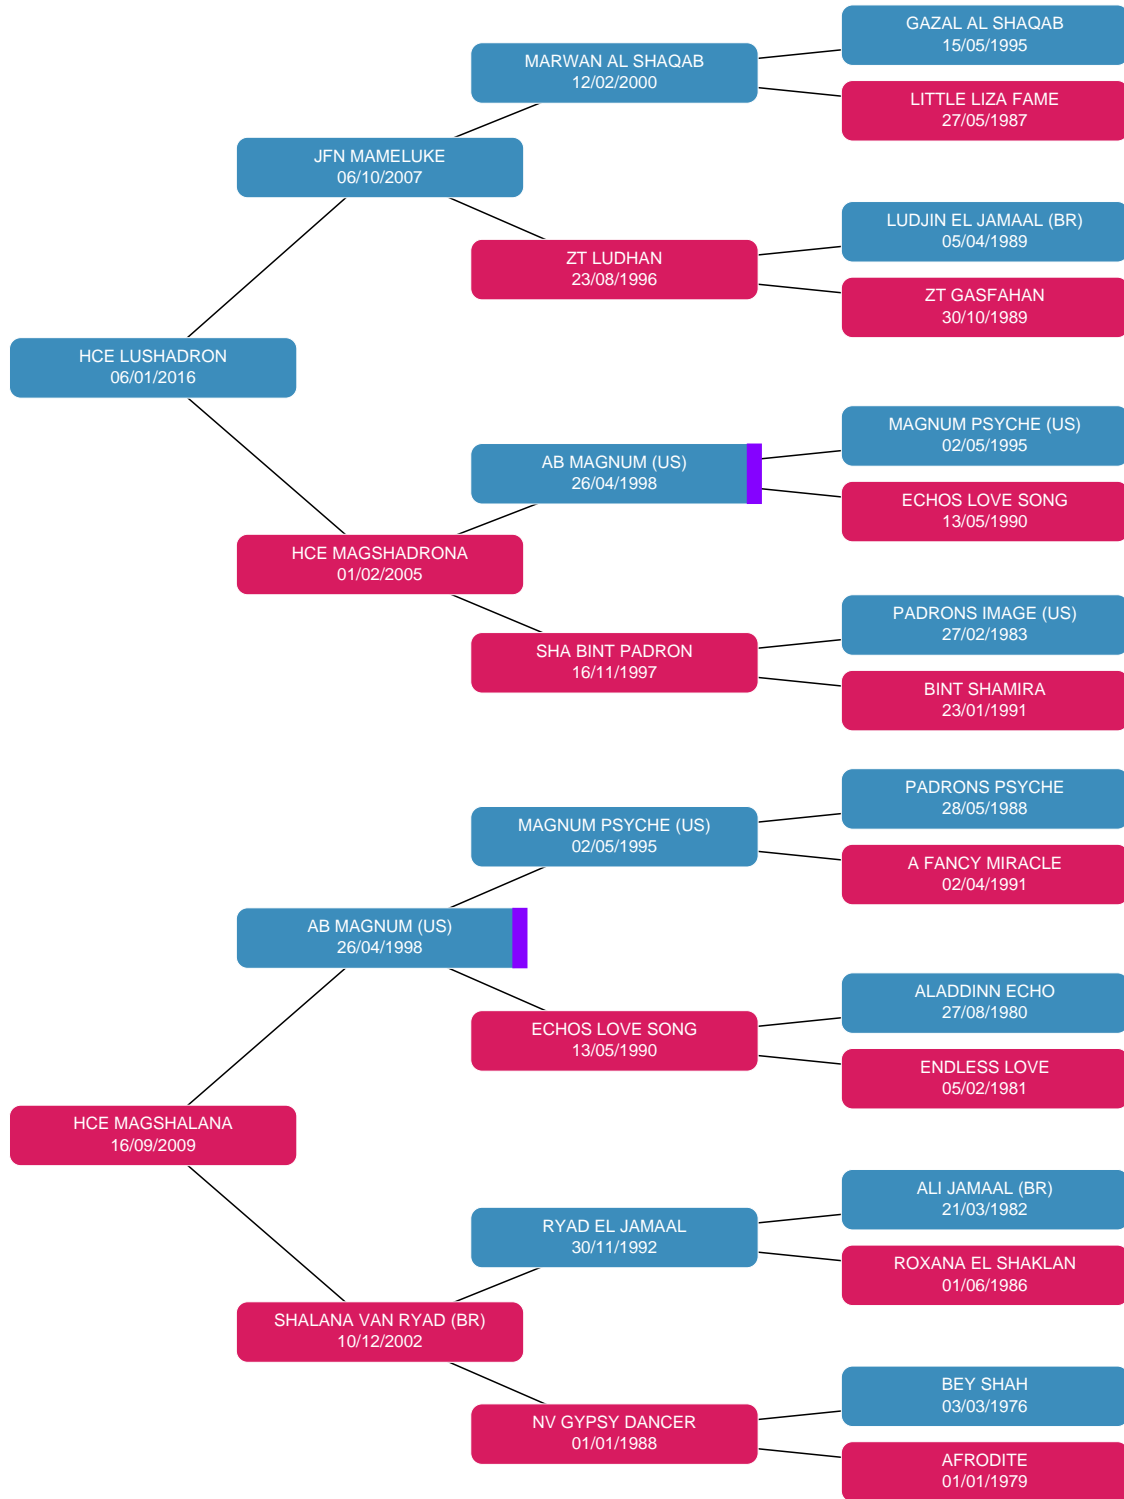 GAZAL AL SHAQAB
15/05/1995
MARWAN AL SHAQAB
12/02/2000
LITTLE LIZA FAME
27/05/1987
JFN MAMELUKE
06/10/2007
LUDJIN EL JAMAAL (BR)
05/04/1989
ZT LUDHAN
23/08/1996
ZT GASFAHAN
30/10/1989
HCE LUSHADRON
06/01/2016
MAGNUM PSYCHE (US)
02/05/1995
AB MAGNUM (US)
26/04/1998
ECHOS LOVE SONG
13/05/1990
HCE MAGSHADRONA
01/02/2005
PADRONS IMAGE (US)
27/02/1983
SHA BINT PADRON
16/11/1997
BINT SHAMIRA
23/01/1991
PADRONS PSYCHE
28/05/1988
MAGNUM PSYCHE (US)
02/05/1995
A FANCY MIRACLE
02/04/1991
AB MAGNUM (US)
26/04/1998
ALADDINN ECHO
27/08/1980
ECHOS LOVE SONG
13/05/1990
ENDLESS LOVE
05/02/1981
HCE MAGSHALANA
16/09/2009
ALI JAMAAL (BR)
21/03/1982
RYAD EL JAMAAL
30/11/1992
ROXANA EL SHAKLAN
01/06/1986
SHALANA VAN RYAD (BR)
10/12/2002
BEY SHAH
03/03/1976
NV GYPSY DANCER
01/01/1988
AFRODITE
01/01/1979